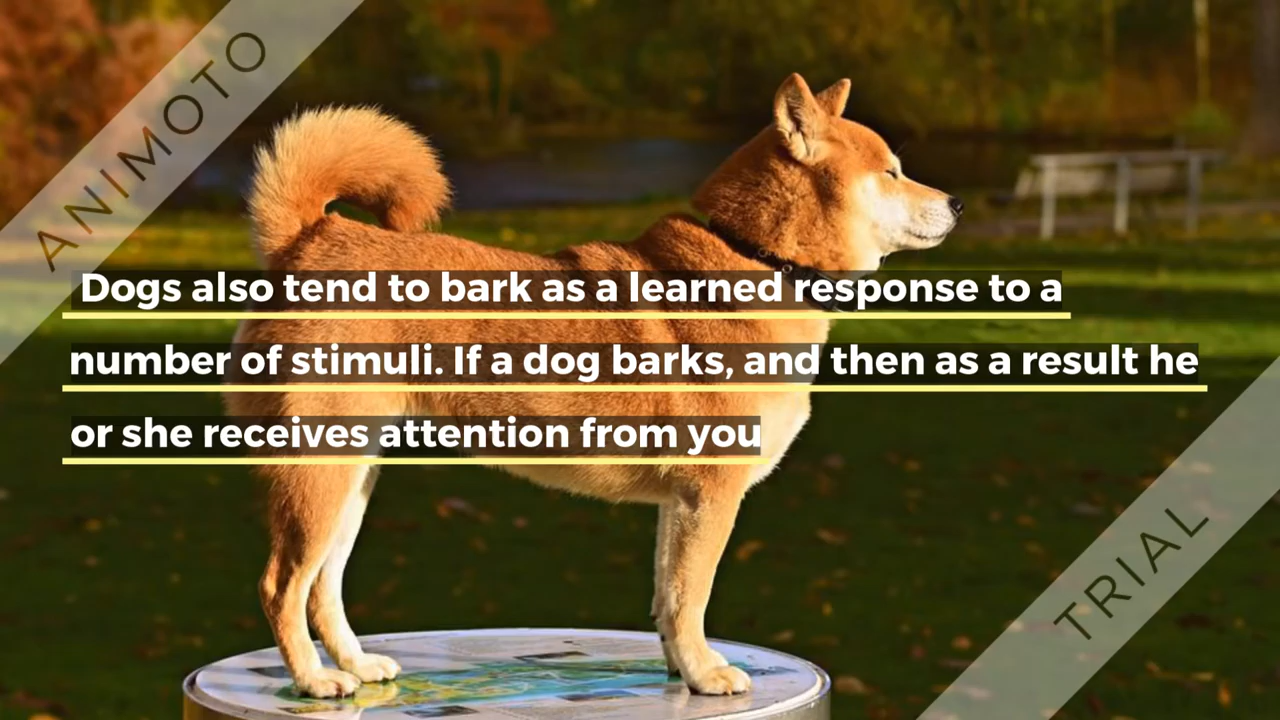 ANIMOTO
Dogs also tend to bark as a learned response to a
number of stimuli. If a dog barks, and then as a result he
or she receives attention from you
TRIAL